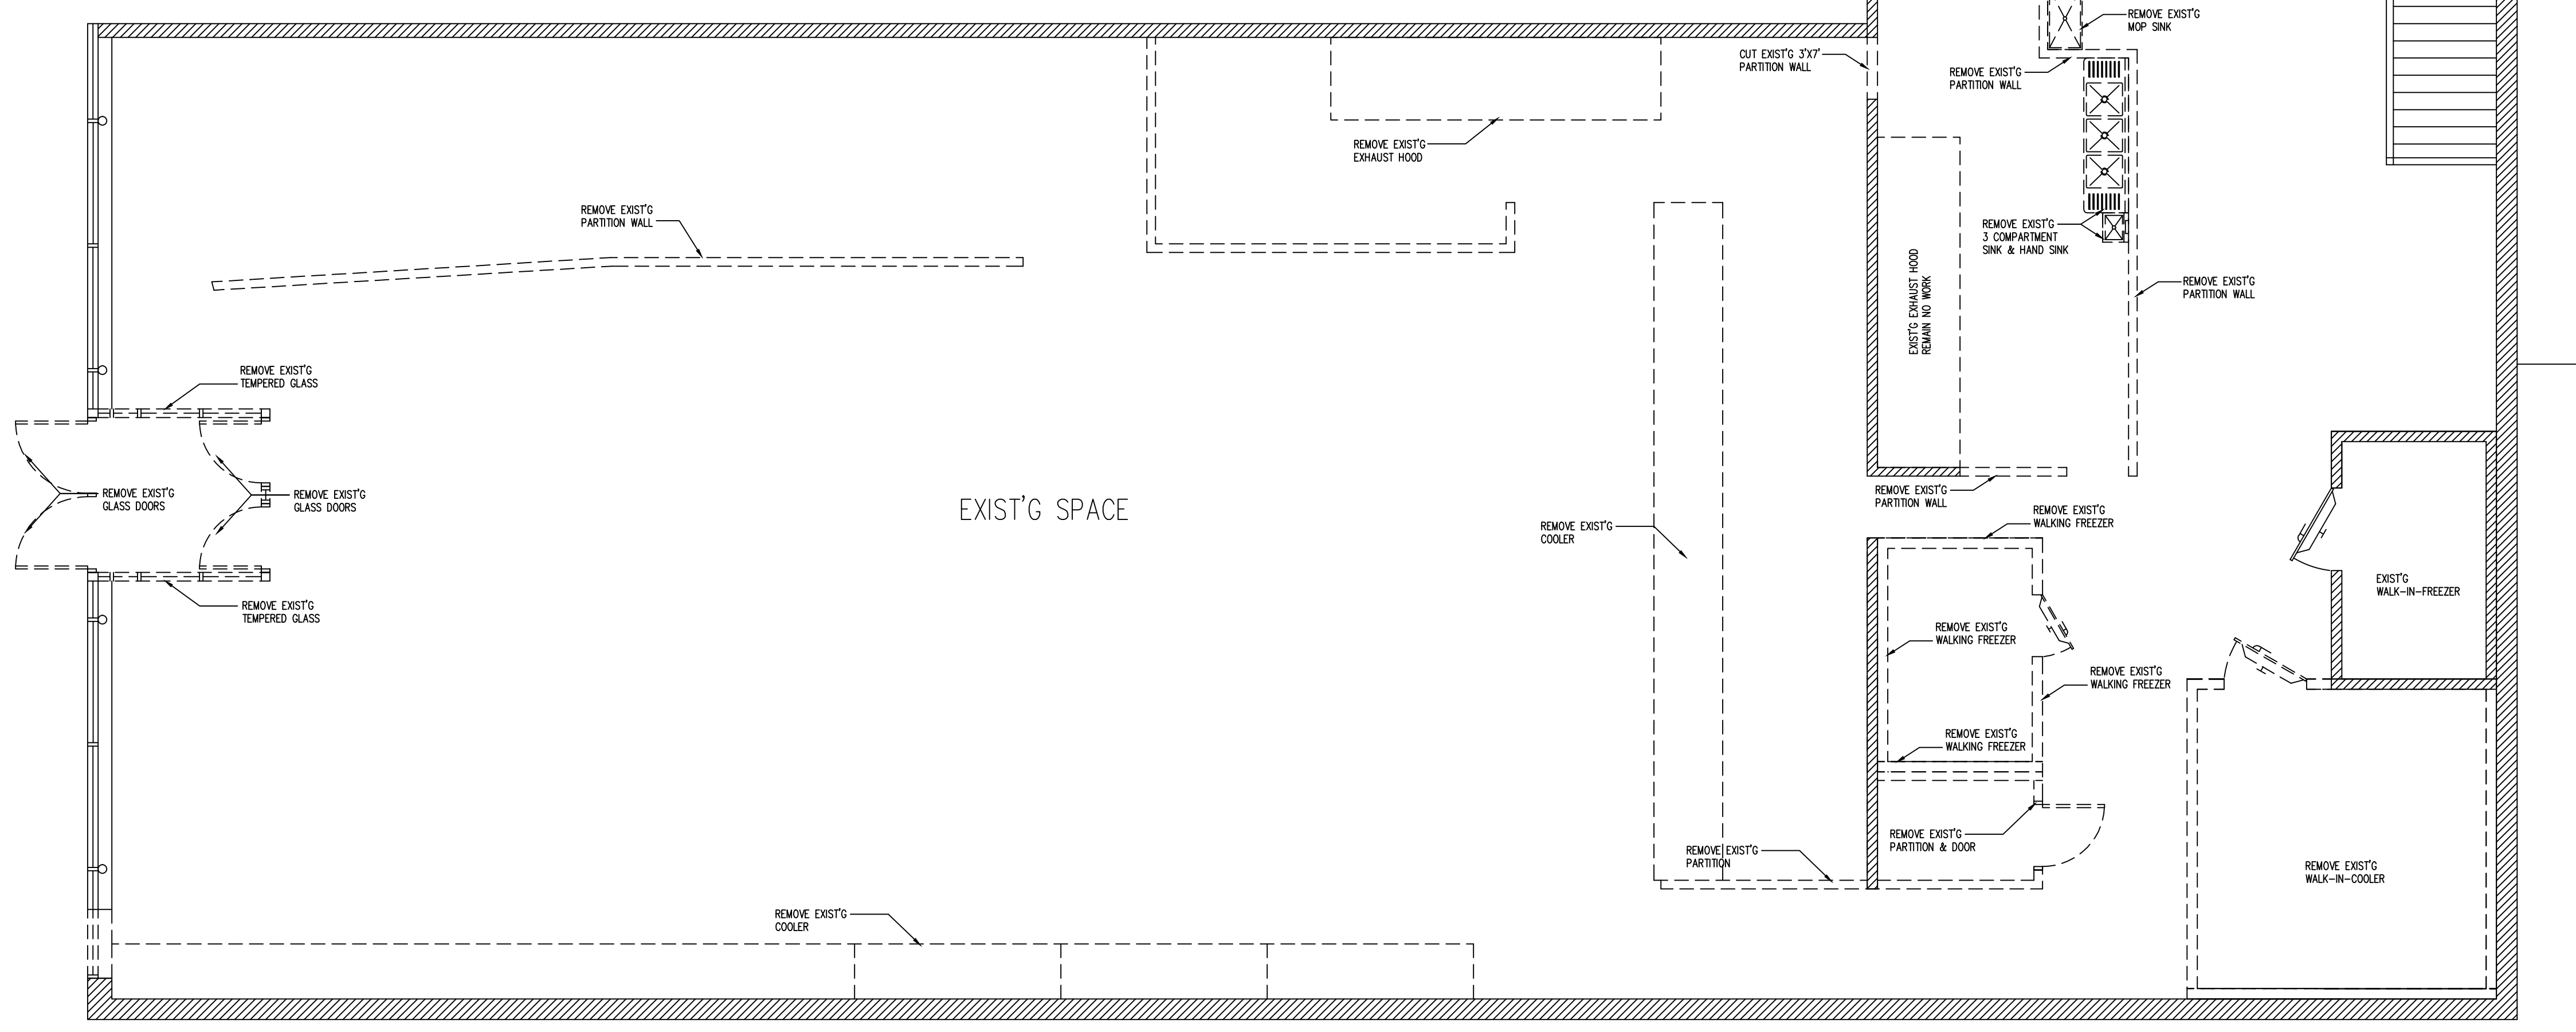 REMOVE EXIST'G
MOP SINK
CUT EXIST'G 3'X7'
PARTITION WALL
REMOVE EXIST'G
PARTITION WALL
REMOVE EXIST'G
EXHAUST HOOD
REMOVE EXIST'G
PARTITION WALL
REMOVE EXIST'G
3 COMPARTMENT
SINK & HAND SINK
EXIST'G EXHAUST HOOD
REMAIN NO WORK
REMOVE EXIST'G
PARTITION WALL
REMOVE EXIST'G
TEMPERED GLASS
REMOVE EXIST'G
GLASS DOORS
REMOVE EXIST'G
GLASS DOORS
EXIST'G SPACE
REMOVE EXIST'G
PARTITION WALL
REMOVE EXIST'G
WALKING FREEZER
REMOVE EXIST'G
COOLER
EXIST'G
WALK-IN-FREEZER
REMOVE EXIST'G
TEMPERED GLASS
REMOVE EXIST'G
WALKING FREEZER
REMOVE EXIST'G
WALKING FREEZER
REMOVE EXIST'G
WALKING FREEZER
REMOVE EXIST'G
PARTITION & DOOR
REMOVE EXIST'G
PARTITION
REMOVE EXIST'G
WALK-IN-COOLER
REMOVE EXIST'G
COOLER